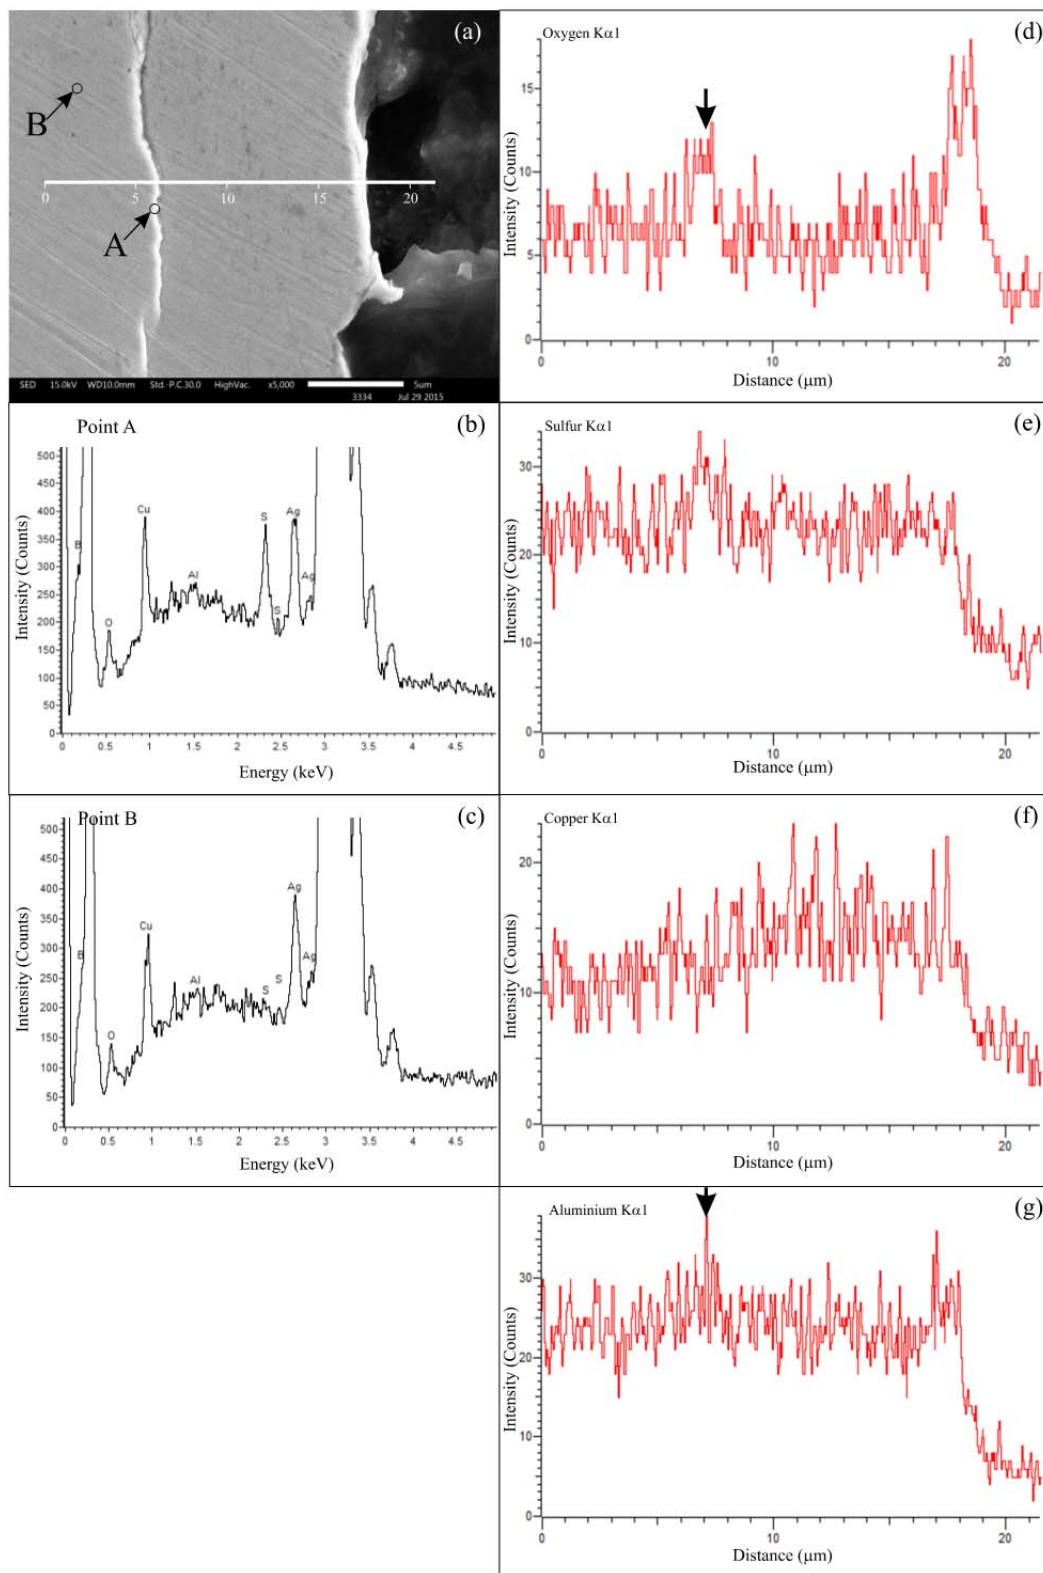 (a)
B
0 5 10 15 20
A
SED 15.0kV WD10.0mm Std.-P.C.30.0 HighVac. x5,000 5um
3334 Jul 29 2015
Point A
(b)
Intensity (Counts)
500
450
400
350
300
250
200
150
100
50
0
B
O
Cu
Al
S
S
Ag
Ag
0 0.5 1 1.5 2 2.5 3 3.5 4 4.5
Energy (keV)
Point B
(c)
Intensity (Counts)
500
450
400
350
300
250
200
150
100
50
0
B
O
Cu
Al
S
S
Ag
Ag
0 0.5 1 1.5 2 2.5 3 3.5 4 4.5
Energy (keV)
Oxygen Kα1
(d)
Intensity (Counts)
15
10
5
0
0 10 20
Distance (μm)
Sulfur Kα1
(e)
Intensity (Counts)
30
20
10
0
0 10 20
Distance (μm)
Copper Kα1
(f)
Intensity (Counts)
20
10
0
0 10 20
Distance (μm)
Aluminium Kα1
(g)
Intensity (Counts)
30
20
10
0
0 10 20
Distance (μm)